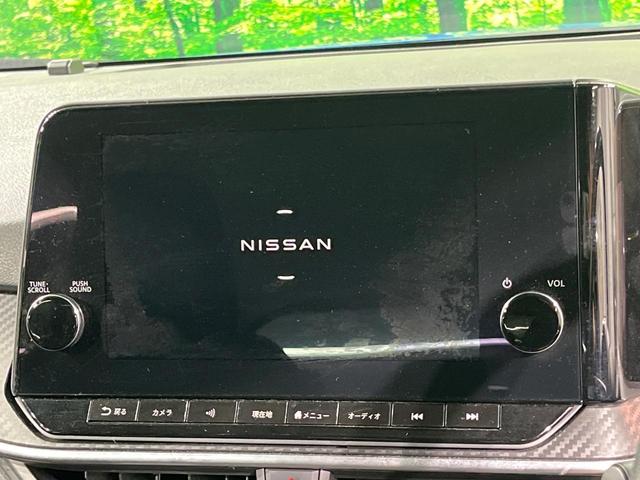 NISSAN
TUNE·
SCROLL
PUSH
SOUND
VOL
戻る
カメラ
現在地
メニュー
オーディオ